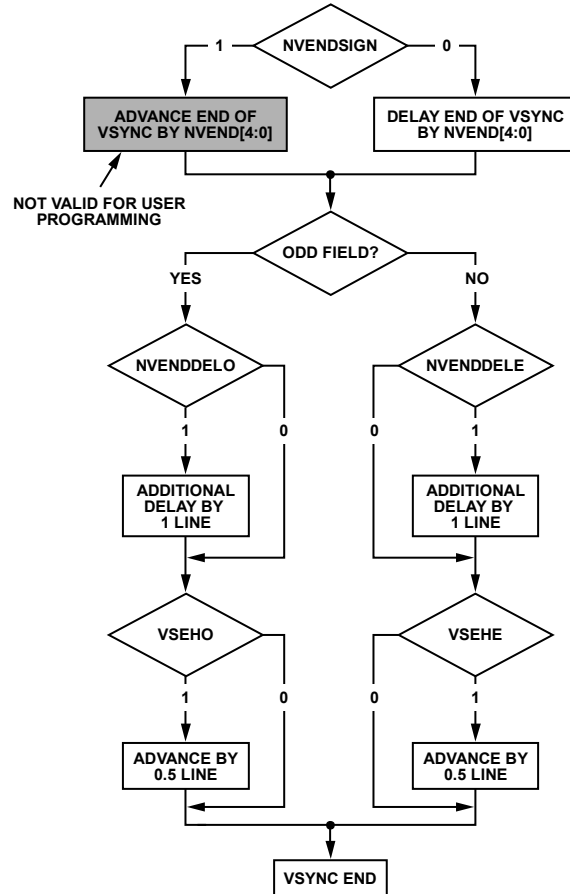 NVENDSIGN
1
0
ADVANCE END OF
VSYNC BY NVEND[4:0]
DELAY END OF VSYNC
BY NVEND[4:0]
NOT VALID FOR USER
PROGRAMMING
ODD FIELD?
YES
NO
NVENDDELO
NVENDDELE
1
0
0
1
ADDITIONAL
DELAY BY
1 LINE
ADDITIONAL
DELAY BY
1 LINE
VSEHO
VSEHE
1
0
0
1
ADVANCE BY
0.5 LINE
ADVANCE BY
0.5 LINE
VSYNC END